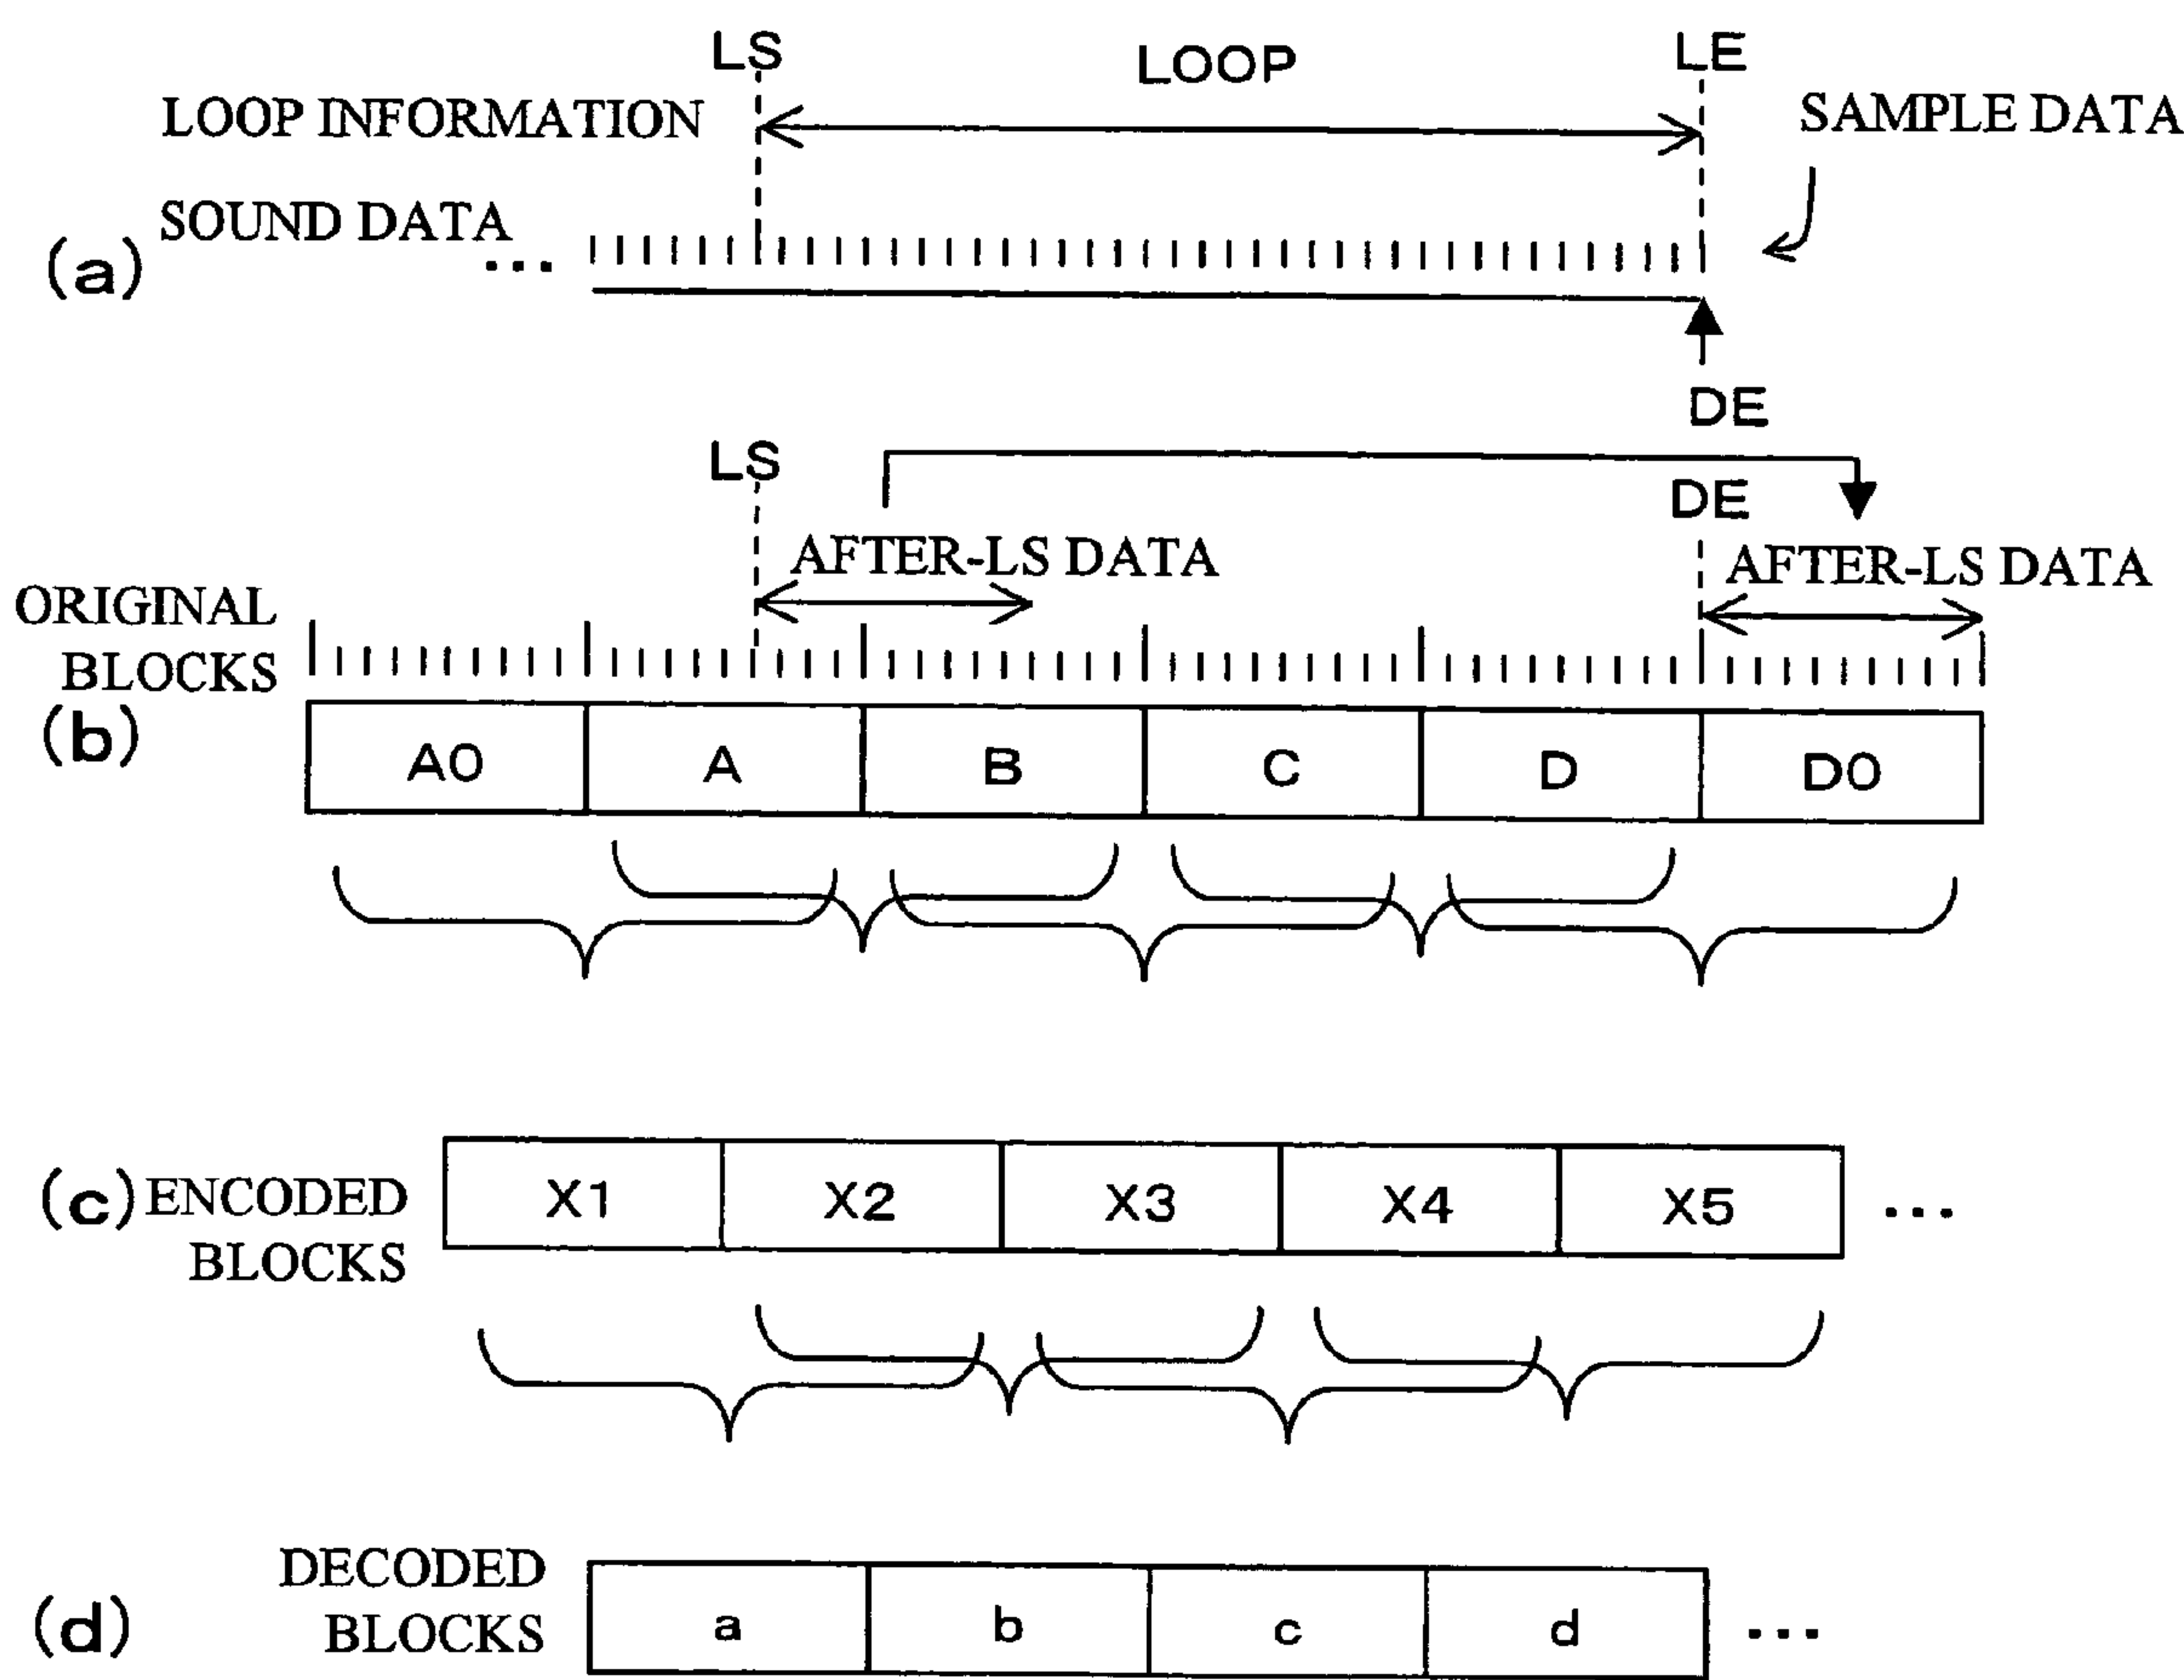 LS LOOP LE
LOOP INFORMATION
SAMPLE DATA
SOUND DATA
(a) ...
DE
LS
DE
AFTER-LS DATA
AFTER-LS DATA
ORIGINAL
BLOCKS
(b)
A0 A B C D D0
(c) ENCODED
BLOCKS
X1 X2 X3 X4 X5 ...
DECODED
BLOCKS
(d)
a b c d ...